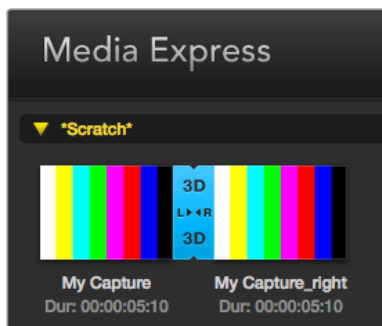 Media Express
*Scratch*
3D
L R
3D
My Capture
My Capture_right
Dur: 00:00:05:10
Dur: 00:00:05:10